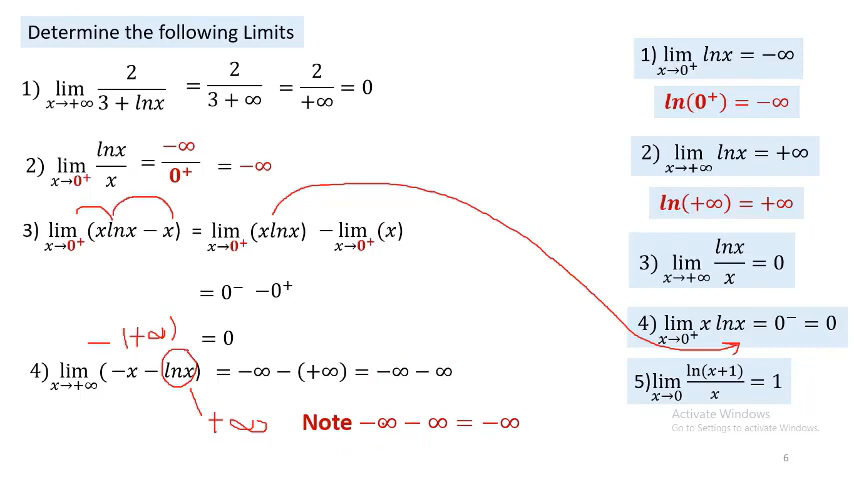 Determine the following Limits
1) lim x→+∞ 2/(3 + lnx) = 2/(3 + ∞) = 2/(+∞) = 0
2) lim x→0⁺ lnx/x = −∞/0⁺ = −∞
3) lim x→0⁺ (xlnx − x) = lim x→0⁺ (xlnx) − lim x→0⁺ (x)
= 0⁻ −0⁺
− (+∞)
= 0
4) lim x→+∞ (−x − lnx) = −∞ − (+∞) = −∞ − ∞
+∞
Note −∞ − ∞ = −∞
1) lim x→0⁺ lnx = −∞
ln(0⁺) = −∞
2) lim x→+∞ lnx = +∞
ln(+∞) = +∞
3) lim x→+∞ lnx/x = 0
4) lim x→0⁺ x lnx = 0⁻ = 0
5) lim x→0 ln(x+1)/x = 1
Activate Windows
Go to Settings to activate Windows.
6